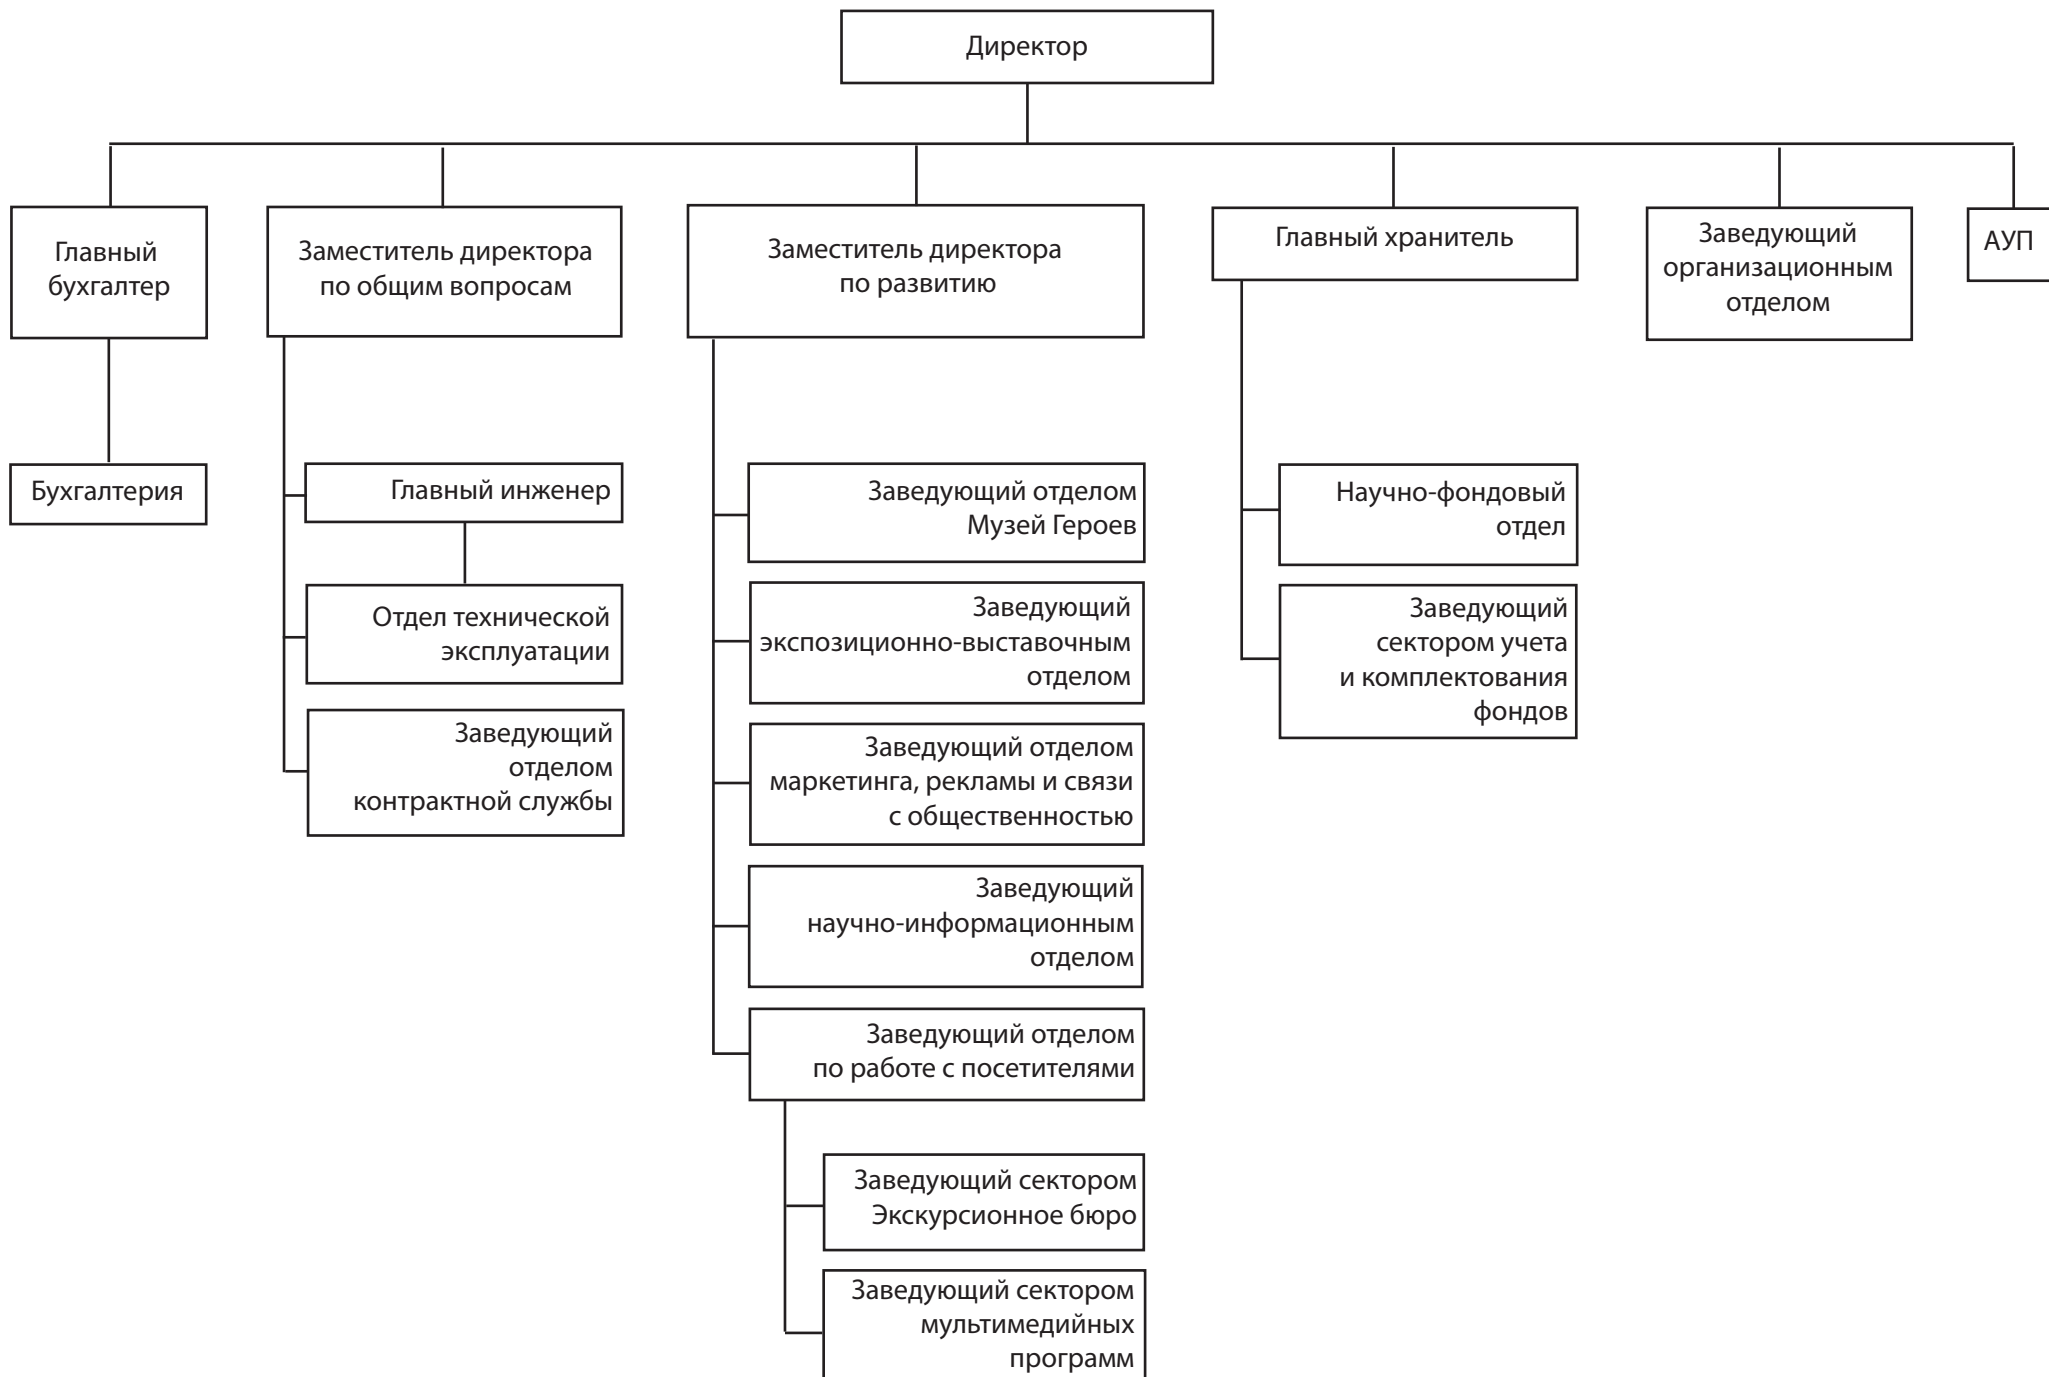 Директор
Главный
бухгалтер
Заместитель директора
по общим вопросам
Заместитель директора
по развитию
Главный хранитель
Заведующий
организационным
отделом
АУП
Бухгалтерия
Главный инженер
Отдел технической
эксплуатации
Заведующий
отделом
контрактной службы
Заведующий отделом
Музей Героев
Заведующий
экспозиционно-выставочным
отделом
Заведующий отделом
маркетинга, рекламы и связи
с общественностью
Заведующий
научно-информационным
отделом
Заведующий отделом
по работе с посетителями
Заведующий сектором
Экскурсионное бюро
Заведующий сектором
мультимедийных
программ
Научно-фондовый
отдел
Заведующий
сектором учета
и комплектования
фондов